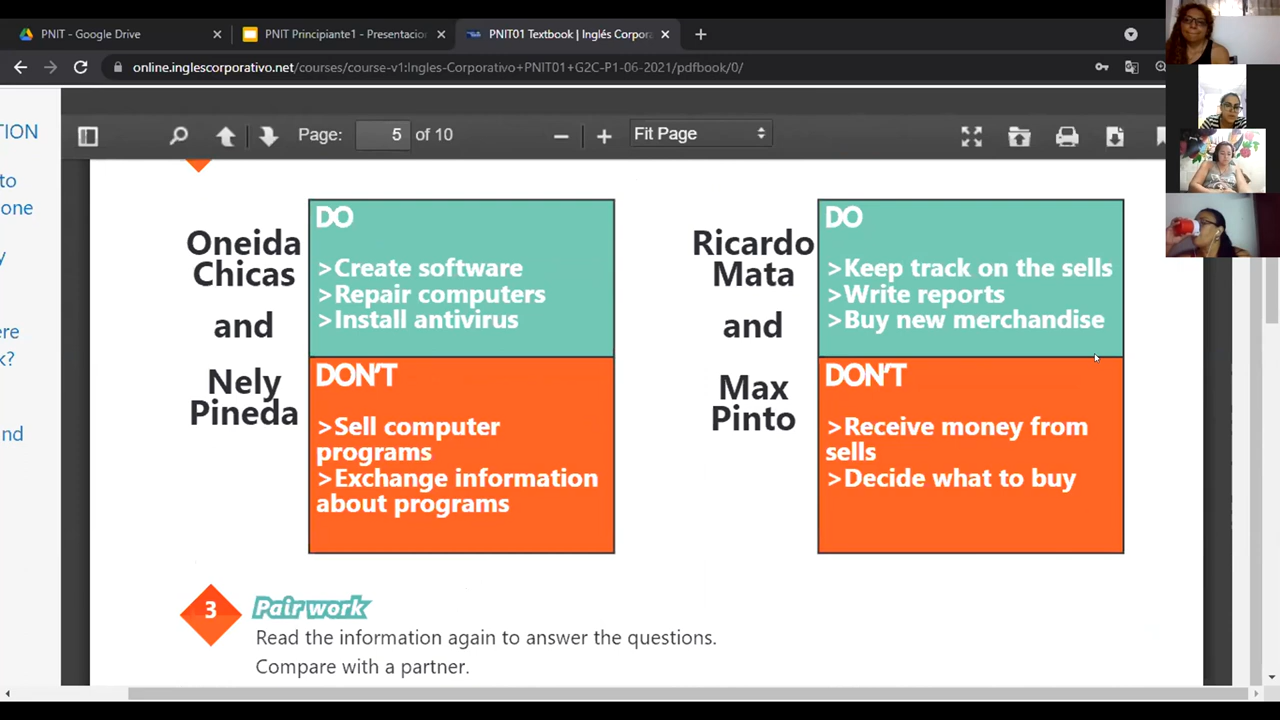 PNIT - Google Drive
PNIT Principiante1 - Presentacio
PNIT01 Textbook | Inglés Corpora
online.inglescorporativo.net/courses/course-v1:Ingles-Corporativo+PNIT01+G2C-P1-06-2021/pdfbook/0/
Page: 5 of 10
Fit Page
TION
to
one
y
ere
k?
nd
Oneida
Chicas
and
Nely
Pineda
DO
>Create software
>Repair computers
>Install antivirus
DON'T
>Sell computer
programs
>Exchange information
about programs
Ricardo
Mata
and
Max
Pinto
DO
>Keep track on the sells
>Write reports
>Buy new merchandise
DON'T
>Receive money from
sells
>Decide what to buy
3
Pair work
Read the information again to answer the questions.
Compare with a partner.